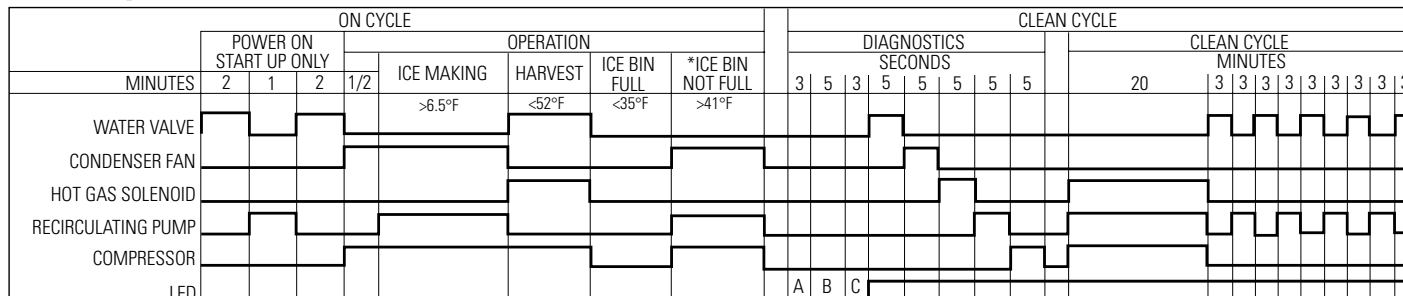 ON CYCLE CLEAN CYCLE
POWER ON OPERATION DIAGNOSTICS CLEAN CYCLE
START UP ONLY ICE MAKING HARVEST ICE BIN *ICE BIN SECONDS MINUTES
FULL NOT FULL
MINUTES 2 1 2 1/2 3 5 3 5 5 5 5 5 20 3 3 3 3 3 3 3 3
>6.5°F <52°F <35°F >41°F
WATER VALVE
CONDENSER FAN
HOT GAS SOLENOID
RECIRCULATING PUMP
COMPRESSOR
LED A B C